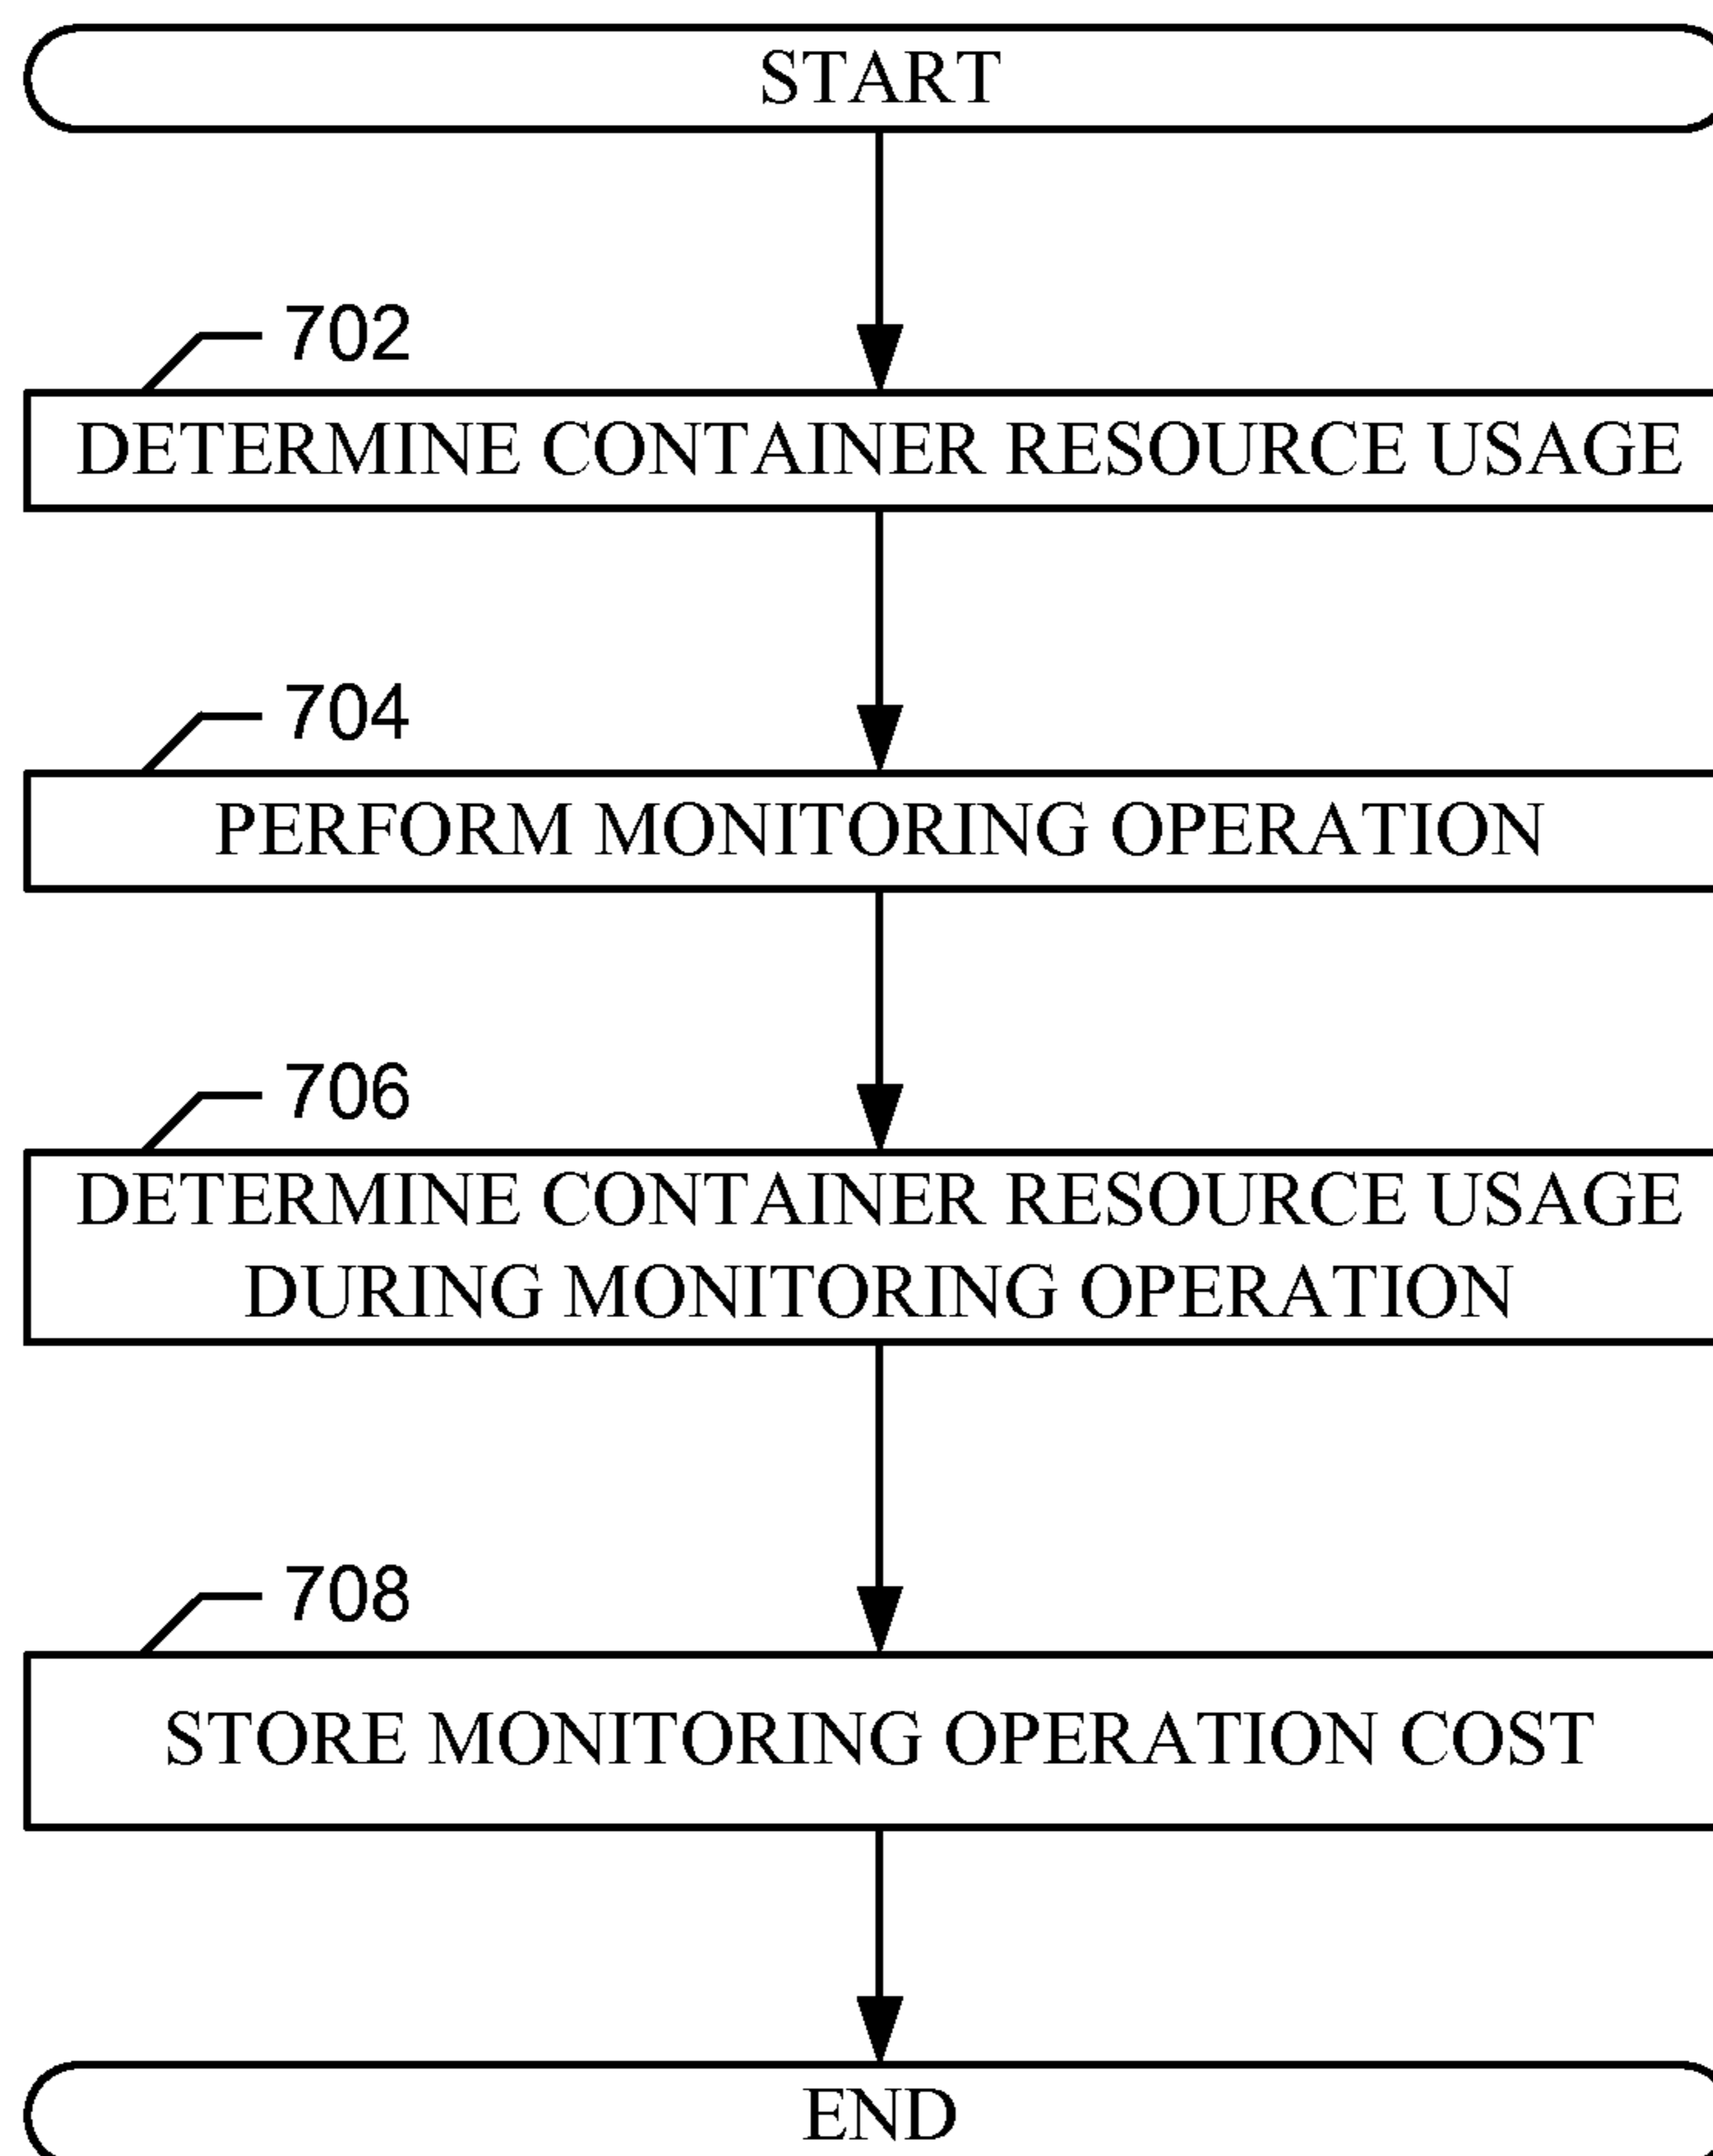 START
702
DETERMINE CONTAINER RESOURCE USAGE
704
PERFORM MONITORING OPERATION
706
DETERMINE CONTAINER RESOURCE USAGE
DURING MONITORING OPERATION
708
STORE MONITORING OPERATION COST
END